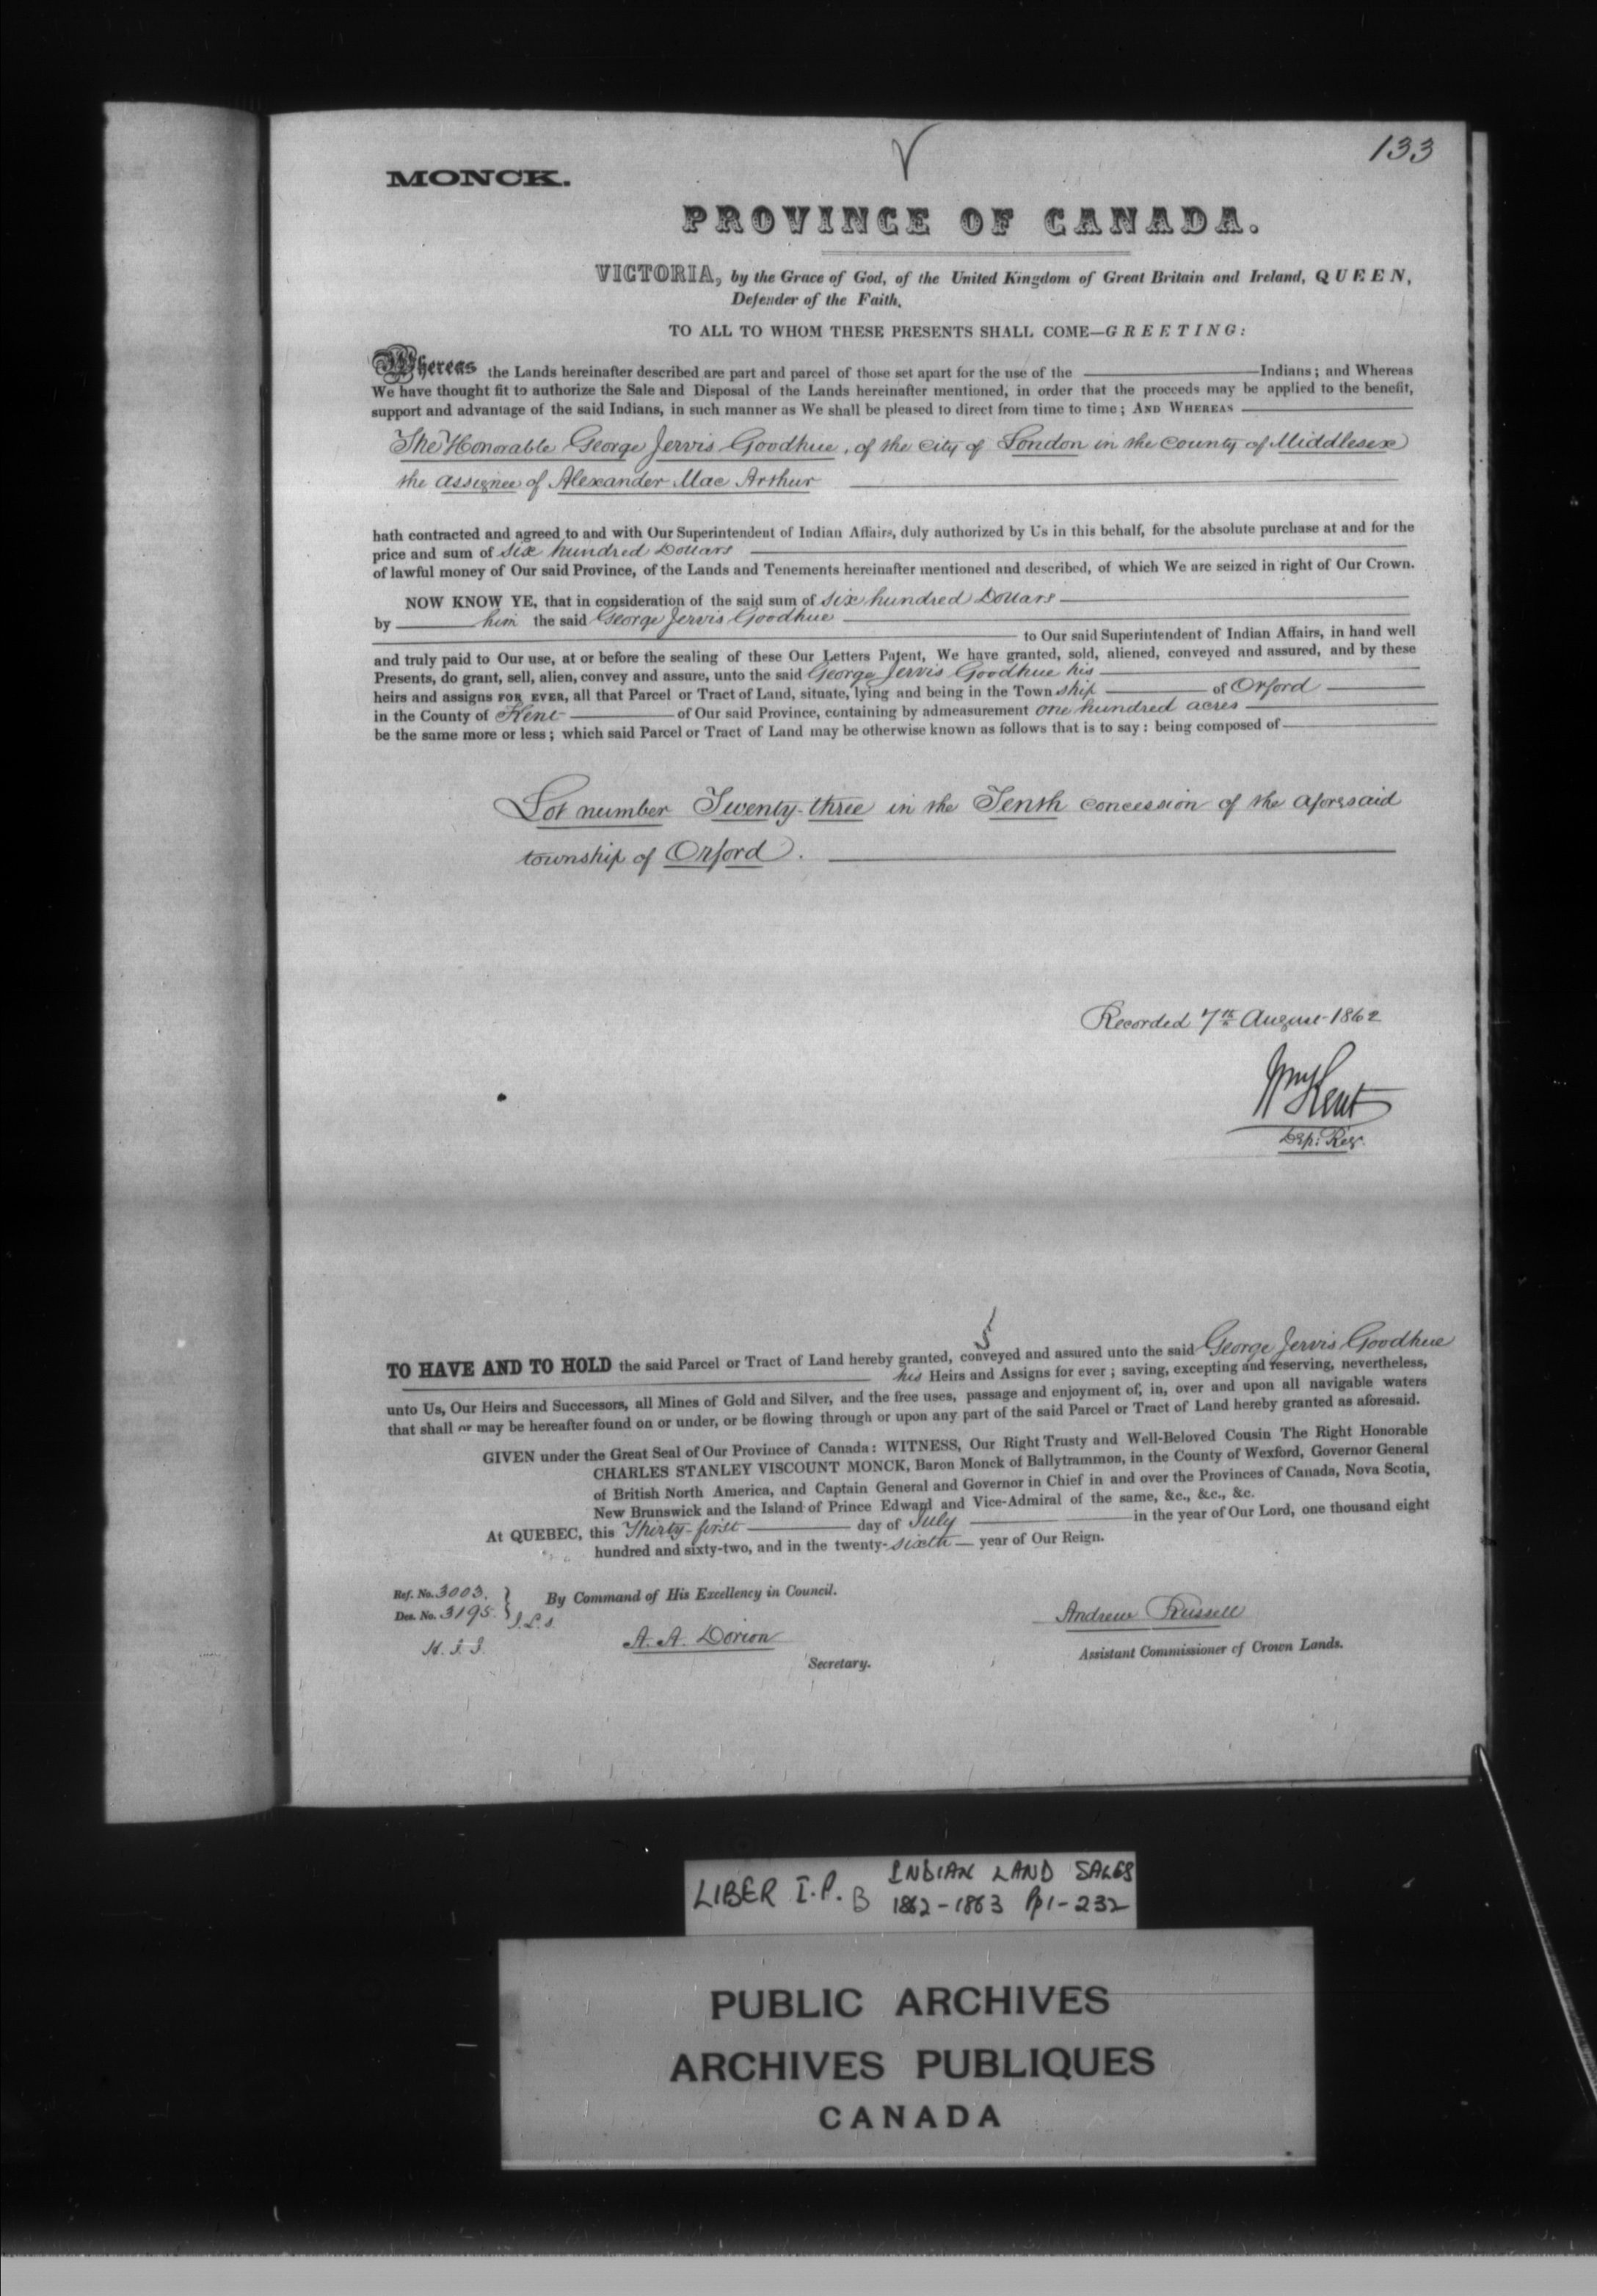 133
MONCK.
PROVINCE OF CANADA.
VICTORIA, by the Grace of God, of the United Kingdom of Great Britain and Ireland, QUEEN,
Defender of the Faith.
TO ALL TO WHOM THESE PRESENTS SHALL COME—GREETING:
Whereas the Lands hereinafter described are part and parcel of those set apart for the use of the Indians; and Whereas
We have thought fit to authorize the Sale and Disposal of the Lands hereinafter mentioned, in order that the proceeds may be applied to the benefit,
support and advantage of the said Indians, in such manner as We shall be pleased to direct from time to time; AND WHEREAS
The Honorable George Jervis Goodhue, of the City of London in the County of Middlesex
the assignee of Alexander Mac Arthur
hath contracted and agreed to and with Our Superintendent of Indian Affairs, duly authorized by Us in this behalf, for the absolute purchase at and for the
price and sum of six hundred Dollars
of lawful money of Our said Province, of the Lands and Tenements hereinafter mentioned and described, of which We are seized in right of Our Crown.
NOW KNOW YE, that in consideration of the said sum of six hundred Dollars
by him the said George Jervis Goodhue
to Our said Superintendent of Indian Affairs, in hand well
and truly paid to Our use, at or before the sealing of these Our Letters Patent, We have granted, sold, aliened, conveyed and assured, and by these
Presents, do grant, sell, alien, convey and assure, unto the said George Jervis Goodhue his
heirs and assigns FOR EVER, all that Parcel or Tract of Land, situate, lying and being in the Township of Orford
in the County of Kent of Our said Province, containing by admeasurement one hundred acres
be the same more or less; which said Parcel or Tract of Land may be otherwise known as follows that is to say: being composed of
Lot number Twenty-three in the Tenth concession of the aforesaid
township of Orford.
Recorded 7th August 1862
Wm Kent
Dep: Reg.
TO HAVE AND TO HOLD the said Parcel or Tract of Land hereby granted, conveyed and assured unto the said George Jervis Goodhue
his Heirs and Assigns for ever; saving, excepting and reserving, nevertheless,
unto Us, Our Heirs and Successors, all Mines of Gold and Silver, and the free uses, passage and enjoyment of, in, over and upon all navigable waters
that shall or may be hereafter found on or under, or be flowing through or upon any part of the said Parcel or Tract of Land hereby granted as aforesaid.
GIVEN under the Great Seal of Our Province of Canada: WITNESS, Our Right Trusty and Well-Beloved Cousin The Right Honorable
CHARLES STANLEY VISCOUNT MONCK, Baron Monck of Ballytrammon, in the County of Wexford, Governor General
of British North America, and Captain General and Governor in Chief in and over the Provinces of Canada, Nova Scotia,
New Brunswick and the Island of Prince Edward and Vice-Admiral of the same, &c., &c., &c.
At QUEBEC, this Thirty-first day of July in the year of Our Lord, one thousand eight
hundred and sixty-two, and in the twenty-sixth year of Our Reign.
Ref. No. 3003.
By Command of His Excellency in Council.
Des. No. 3195.
Andrew Russell
A. A. Dorion
Assistant Commissioner of Crown Lands.
Secretary.
LIBER I.P. B INDIAN LAND SALES
1862-1863 Pp 1-232
PUBLIC ARCHIVES
ARCHIVES PUBLIQUES
CANADA